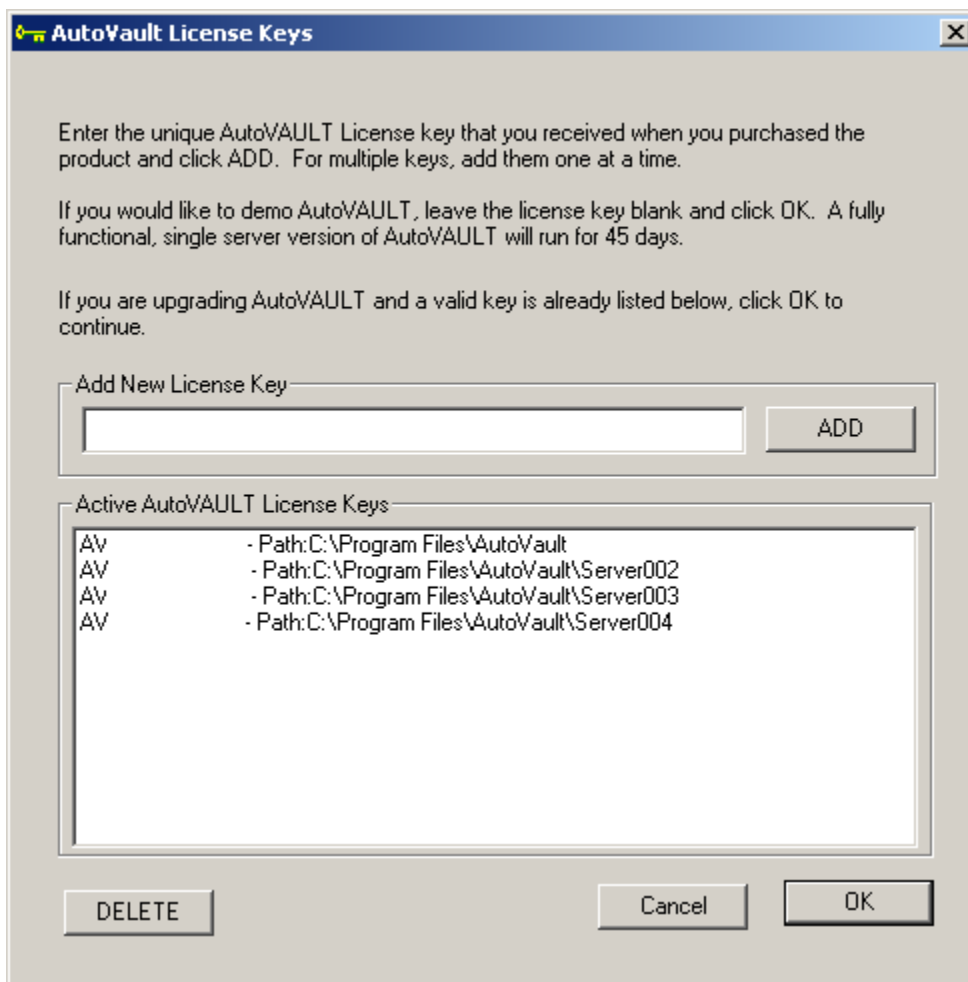 AutoVault License Keys
Enter the unique AutoVAULT License key that you received when you purchased the
product and click ADD.  For multiple keys, add them one at a time.
If you would like to demo AutoVAULT, leave the license key blank and click OK.  A fully
functional, single server version of AutoVAULT will run for 45 days.
If you are upgrading AutoVAULT and a valid key is already listed below, click OK to
continue.
Add New License Key
ADD
Active AutoVAULT License Keys
AV - Path:C:\Program Files\AutoVault
AV - Path:C:\Program Files\AutoVault\Server002
AV - Path:C:\Program Files\AutoVault\Server003
AV - Path:C:\Program Files\AutoVault\Server004
DELETE
Cancel
OK